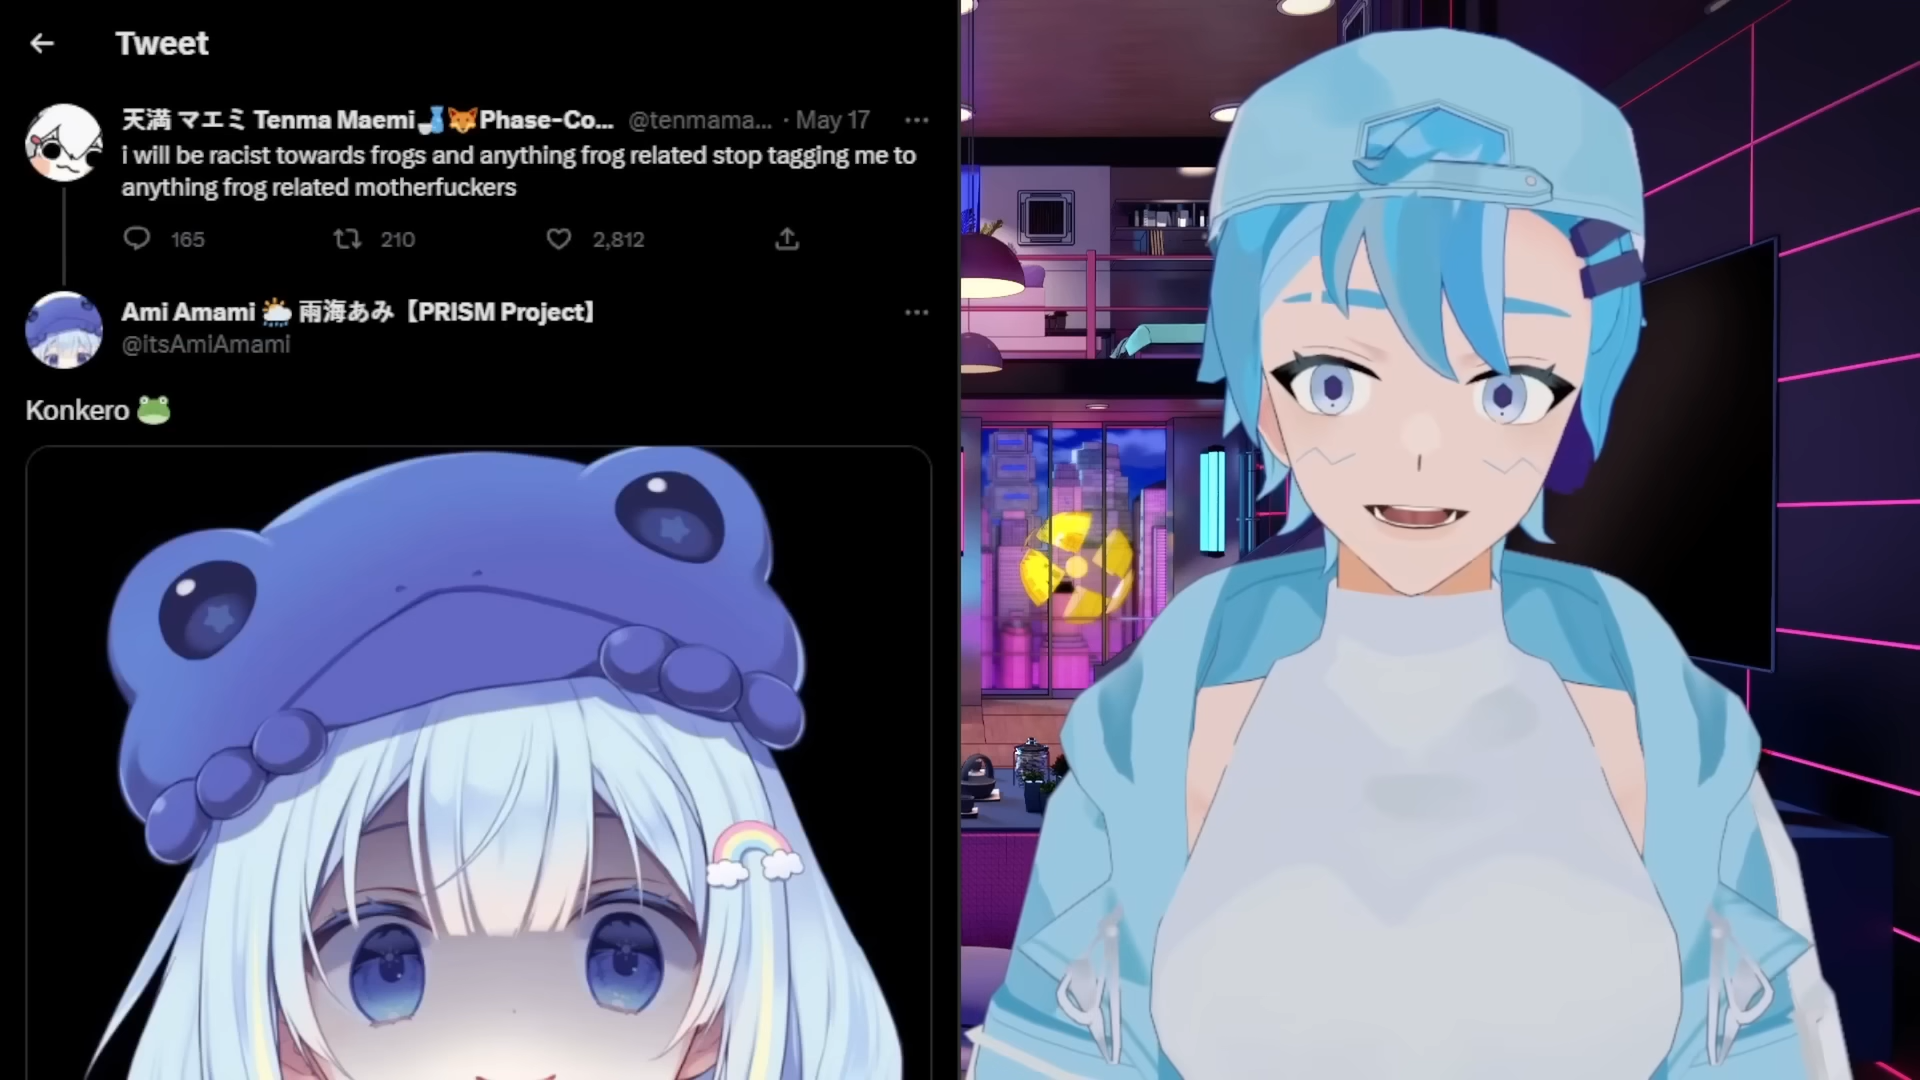 Tweet
天満 マエミ Tenma Maemi🍶🦊Phase-Co... @tenmama... · May 17
i will be racist towards frogs and anything frog related stop tagging me to
anything frog related motherfuckers
165 210 2,812
Ami Amami 🌦️ 雨海あみ【PRISM Project】
@itsAmiAmami
Konkero 🐸